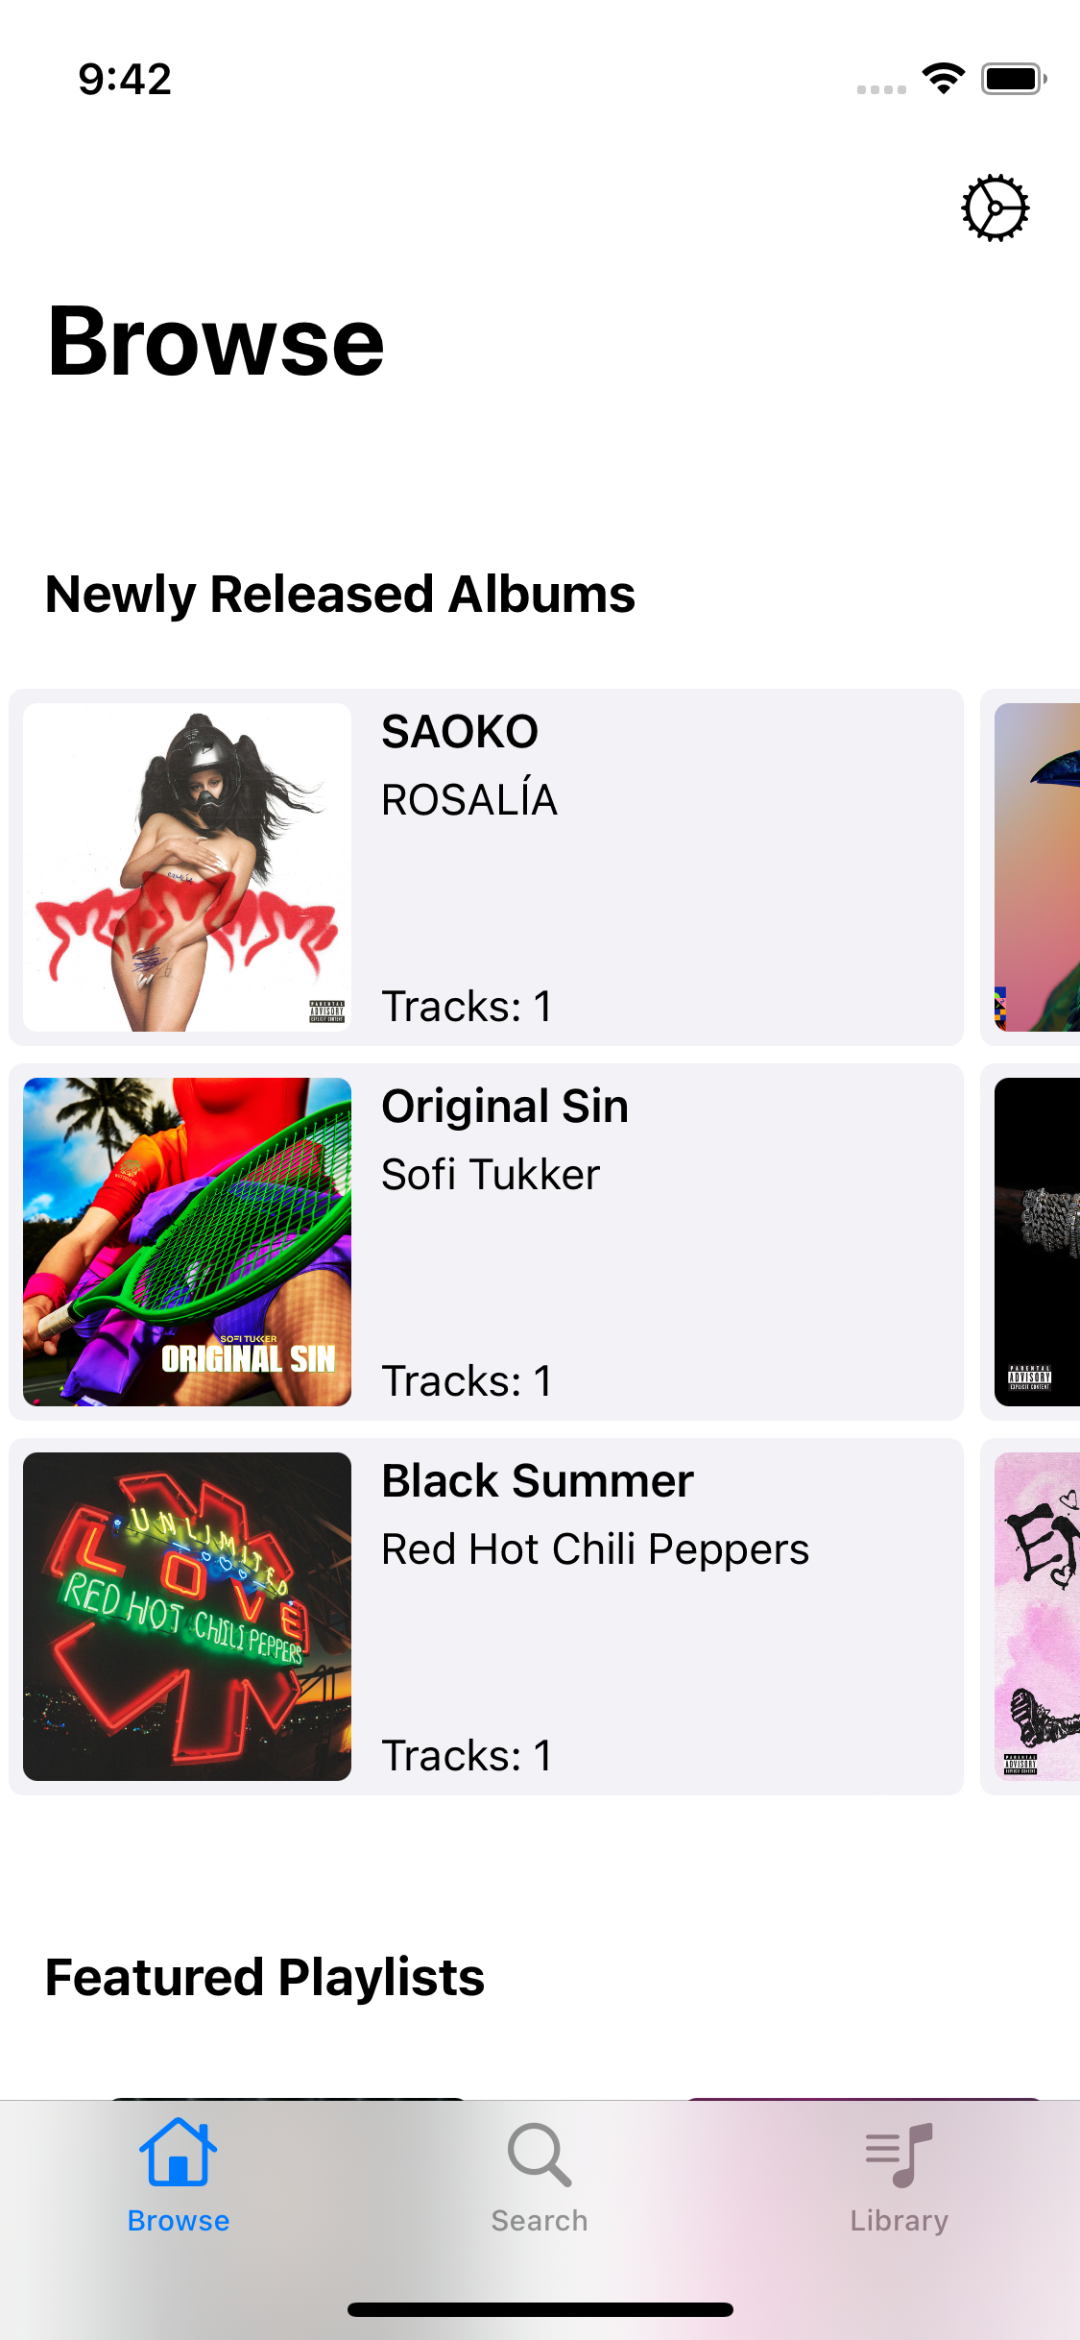 9:42
Browse
Newly Released Albums
SAOKO
ROSALÍA
Tracks: 1
MOTOMAMI
PARENTAL
ADVISORY
EXPLICIT CONTENT
Original Sin
Sofi Tukker
Tracks: 1
SOFI TUKKER
ORIGINAL SIN
PARENTAL
ADVISORY
EXPLICIT CONTENT
Black Summer
Red Hot Chili Peppers
Tracks: 1
UNLIMITED
LOVE
RED HOT CHILI PEPPERS
PARENTAL
ADVISORY
EXPLICIT CONTENT
Featured Playlists
Browse
Search
Library